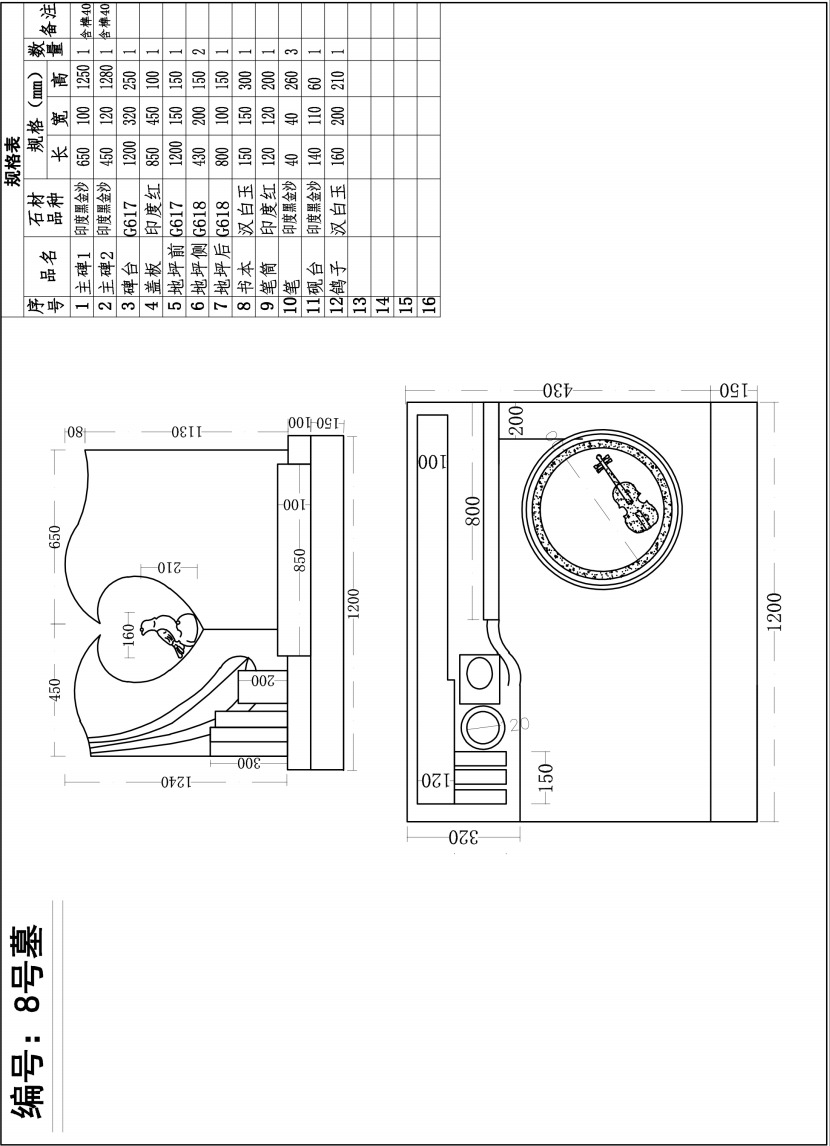 编号：8号墓
规格表
序号 品名 石材品种 规格（mm） 数量 备注
长 宽 高
1 主碑1 印度黑金沙 650 100 1250 1 含榫40
2 主碑2 印度黑金沙 450 120 1280 1 含榫40
3 碑台 G617 1200 320 250 1
4 盖板 印度红 850 450 100 1
5 地坪前 G617 1200 150 150 1
6 地坪侧 G618 430 200 150 2
7 地坪后 G618 800 100 150 1
8 书本 汉白玉 150 150 300 1
9 笔筒 印度红 120 120 200 1
10 笔 印度黑金沙 40 40 260 3
11 砚台 印度黑金沙 140 110 60 1
12 鸽子 汉白玉 160 200 210 1
13
14
15
16
450
650
80
1130
100
150
1240
300
200
160
210
100
850
1200
430
150
320
120
150
20
100
800
200
1200